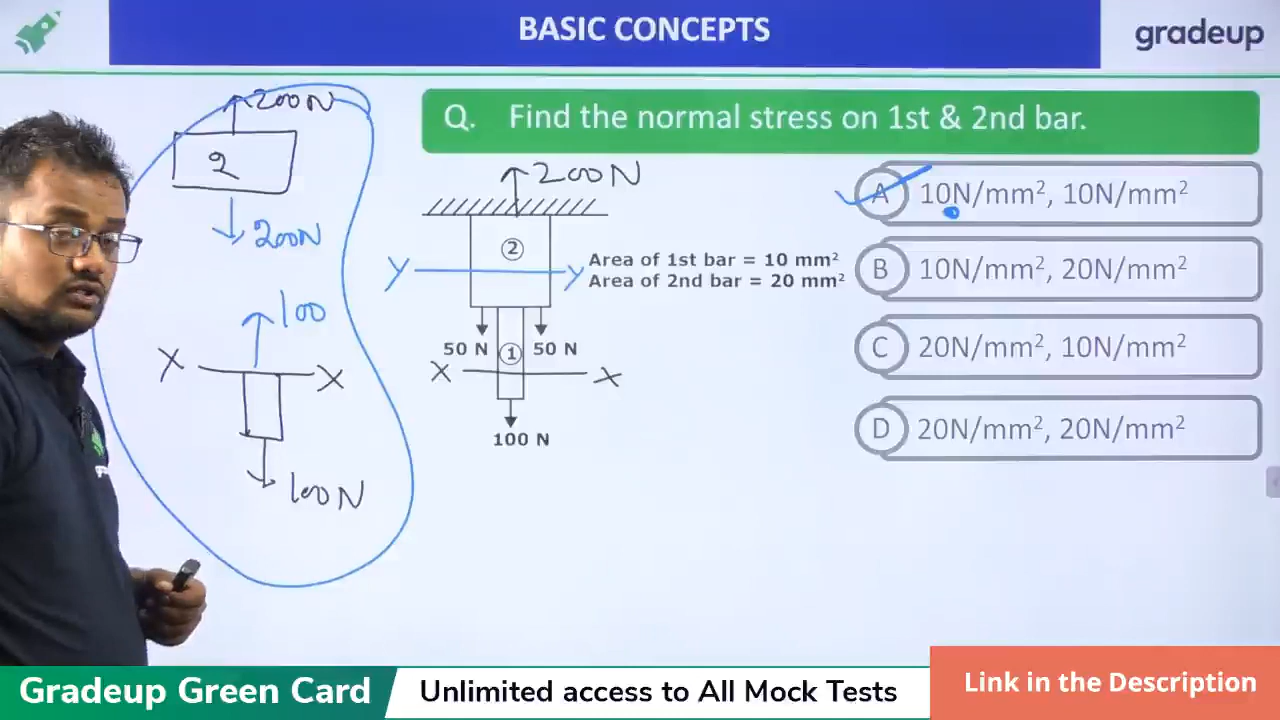 BASIC CONCEPTS
gradeup
Q. Find the normal stress on 1st & 2nd bar.
200N
2
200N
100
X
X
100N
200N
②
Y
Y
Area of 1st bar = 10 mm²
Area of 2nd bar = 20 mm²
50 N
①
50 N
X
X
100 N
A 10N/mm², 10N/mm²
B 10N/mm², 20N/mm²
C 20N/mm², 10N/mm²
D 20N/mm², 20N/mm²
Gradeup Green Card
Unlimited access to All Mock Tests
Link in the Description